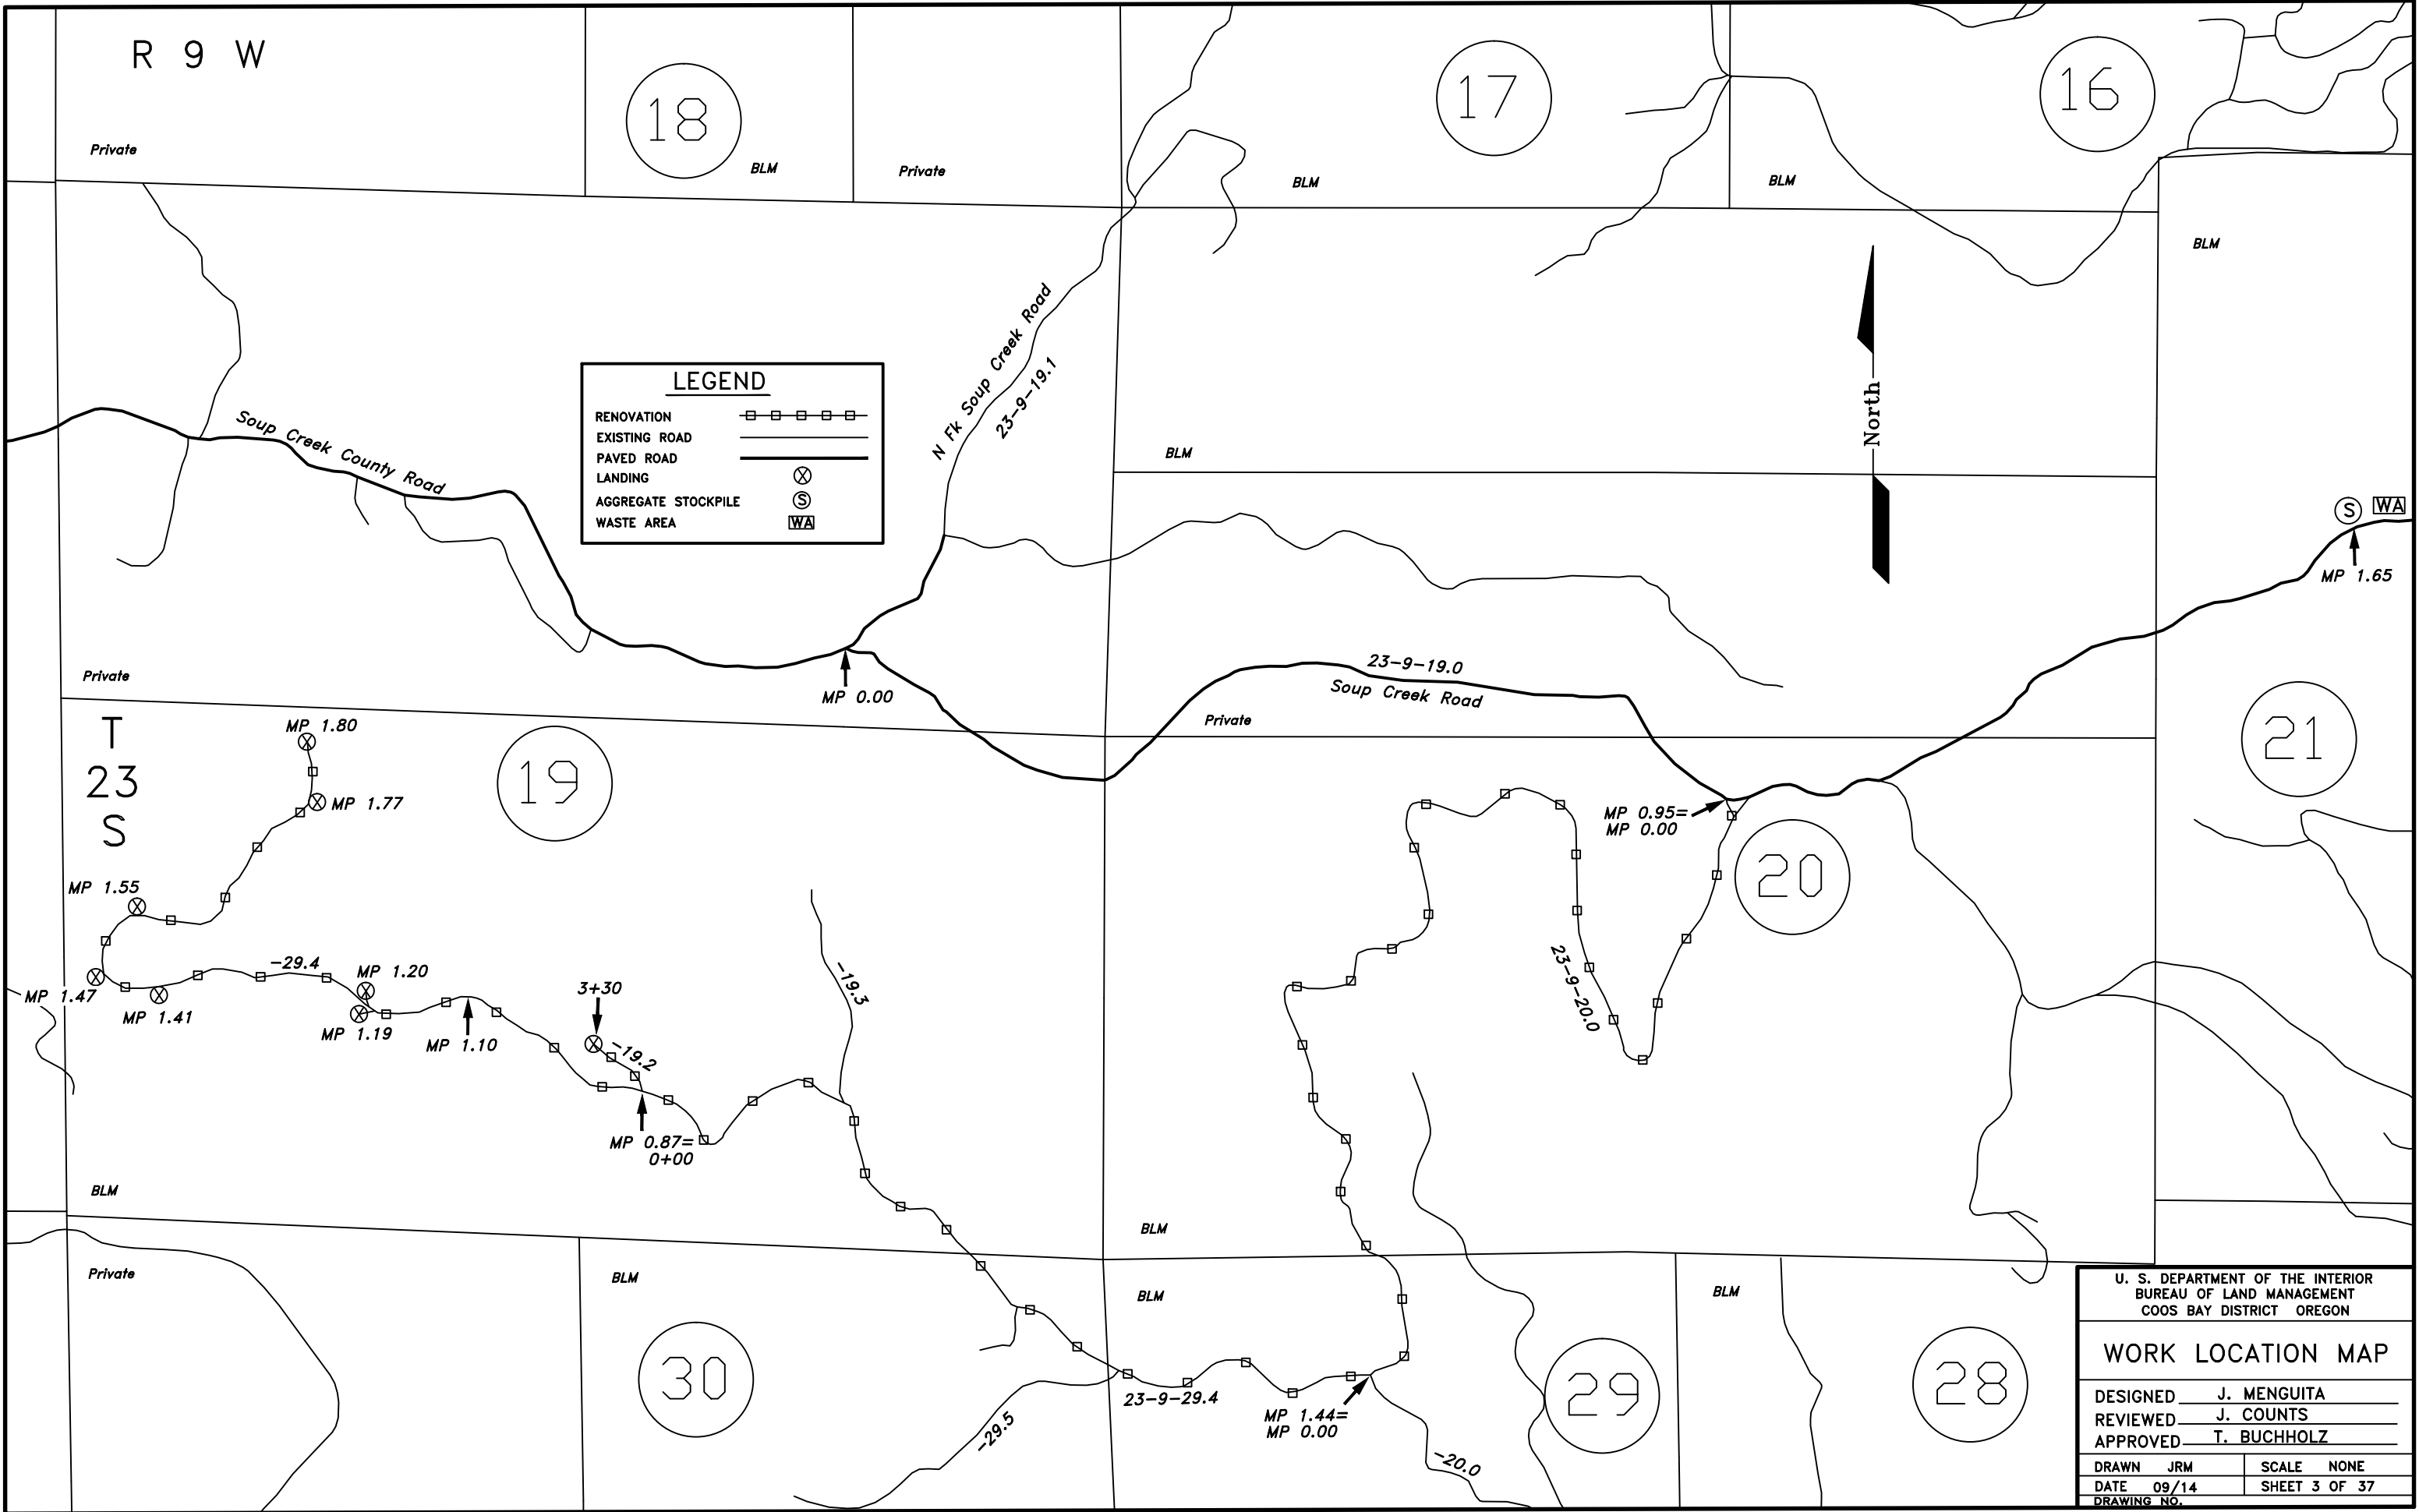 R 9 W
18
17
16
Private
BLM
Private
BLM
BLM
BLM
N Fk Soup Creek Road
23-9-19.1
North
LEGEND
RENOVATION
EXISTING ROAD
PAVED ROAD
LANDING X
AGGREGATE STOCKPILE S
WASTE AREA WA
Soup Creek County Road
BLM
S WA
MP 1.65
Private
MP 0.00
23-9-19.0
Soup Creek Road
Private
T
23
S
MP 1.80
19
MP 1.77
21
MP 0.95=
MP 0.00
20
MP 1.55
-29.4
MP 1.20
MP 1.47
MP 1.41
MP 1.19
MP 1.10
3+30
-19.2
-19.3
23-9-20.0
MP 0.87=
0+00
BLM
BLM
Private
BLM
BLM
BLM
30
29
28
23-9-29.4
-29.5
MP 1.44=
MP 0.00
-20.0
U. S. DEPARTMENT OF THE INTERIOR
BUREAU OF LAND MANAGEMENT
COOS BAY DISTRICT OREGON
WORK LOCATION MAP
DESIGNED J. MENGUITA
REVIEWED J. COUNTS
APPROVED T. BUCHHOLZ
DRAWN JRM SCALE NONE
DATE 09/14 SHEET 3 OF 37
DRAWING NO.